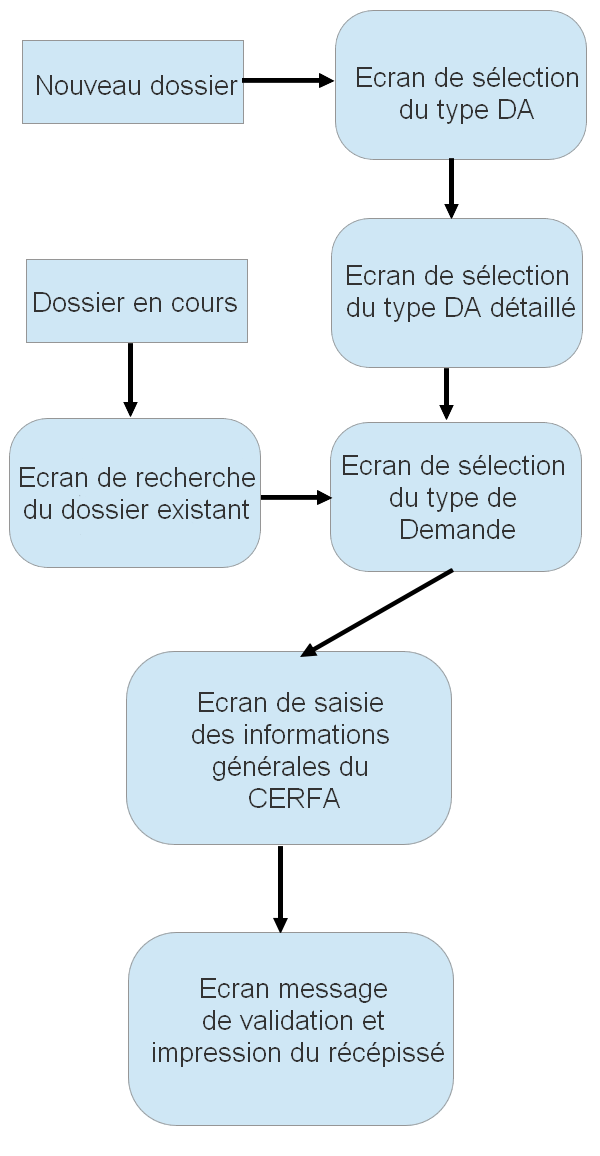 Nouveau dossier
Ecran de sélection
du type DA
Ecran de sélection
du type DA détaillé
Dossier en cours
Ecran de recherche
du dossier existant
Ecran de sélection
du type de
Demande
Ecran de saisie
des informations
générales du
CERFA
Ecran message
de validation et
impression du récépissé